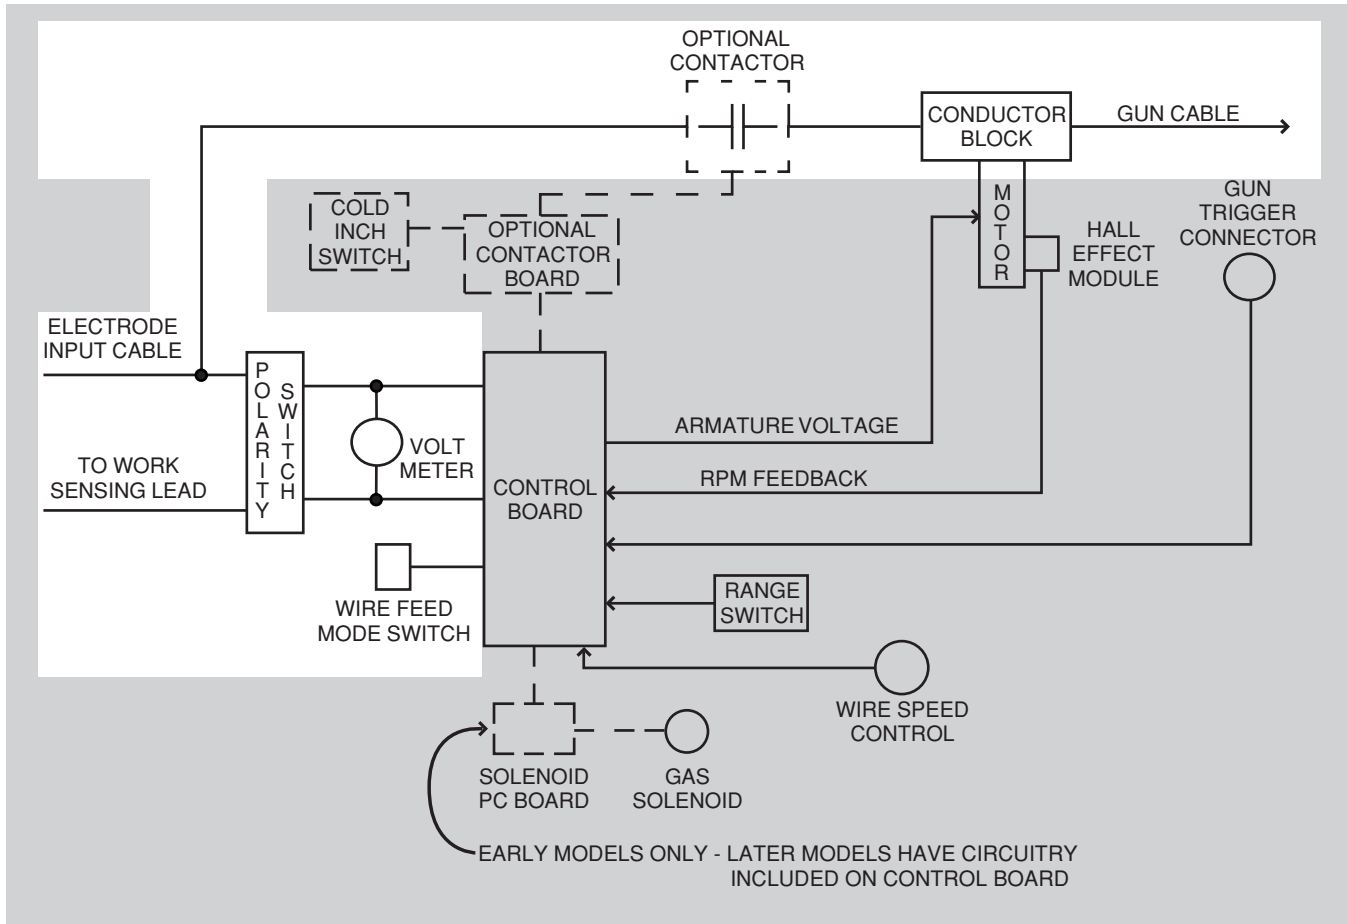 OPTIONAL
CONTACTOR
CONDUCTOR
BLOCK
GUN CABLE
COLD
INCH
SWITCH
OPTIONAL
CONTACTOR
BOARD
MOTOR
HALL
EFFECT
MODULE
GUN
TRIGGER
CONNECTOR
ELECTRODE
INPUT CABLE
POLARITY
SWITCH
VOLT
METER
TO WORK
SENSING LEAD
CONTROL
BOARD
ARMATURE VOLTAGE
RPM FEEDBACK
WIRE FEED
MODE SWITCH
RANGE
SWITCH
WIRE SPEED
CONTROL
SOLENOID
PC BOARD
GAS
SOLENOID
EARLY MODELS ONLY - LATER MODELS HAVE CIRCUITRY
INCLUDED ON CONTROL BOARD